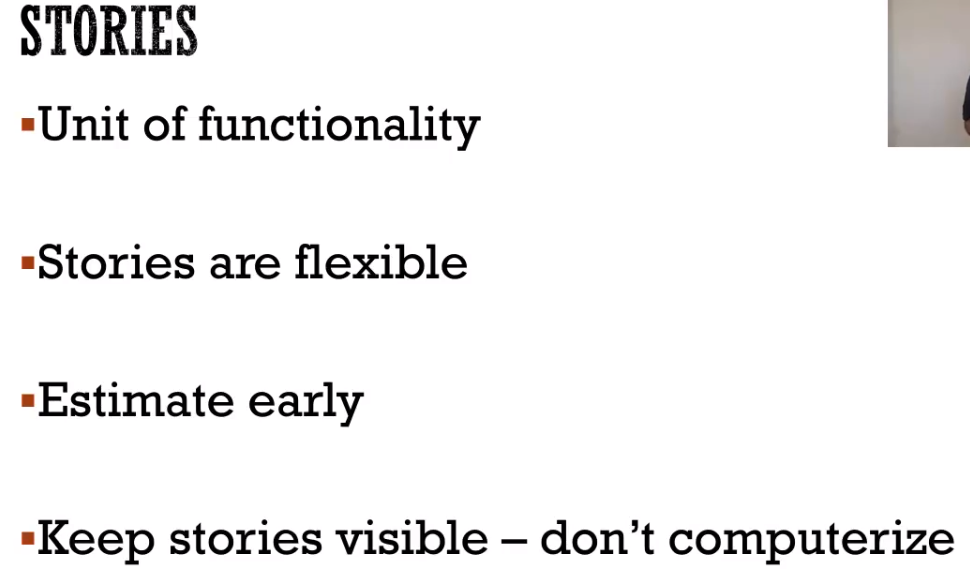 STORIES
▪Unit of functionality
▪Stories are flexible
▪Estimate early
▪Keep stories visible – don’t computerize